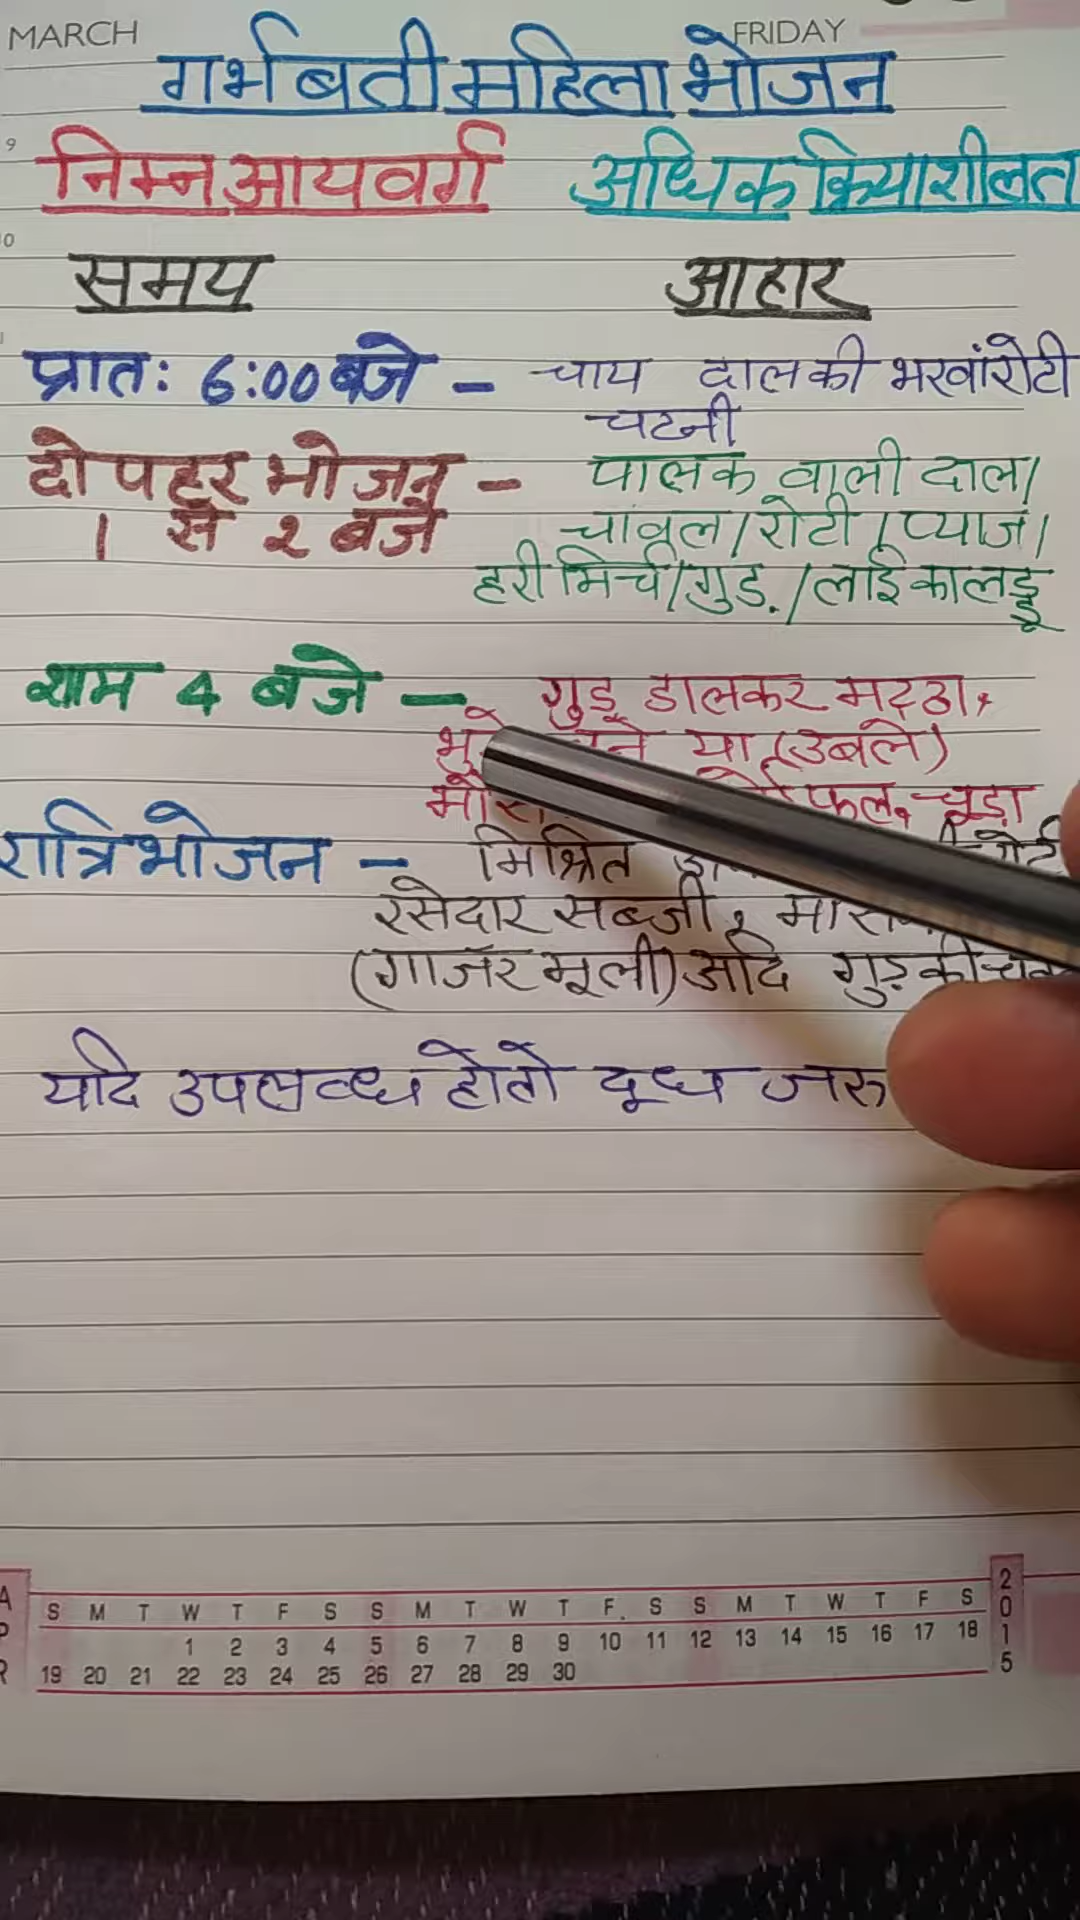 MARCH FRIDAY
गर्भबती महिला भोजन
9
निम्न आयवर्ग अधिक क्रियाशीलत
समय आहार
प्रातः 6:00 बजे – चाय दाल की भरवांरोटी
चटनी
दो पहर भोजन – पालक वाली दाल/
1 से 2 बजे चांवल/रोटी/प्याज/
हरी मिर्च/गुड़/लाई का लड्डू
शाम 4 बजे – गुड़ डालकर मट्ठा,
या (उबले)
फल, चूड़ा
रात्रि भोजन – मिश्रित
रसेदार सब्जी,
(गाजर मूली) आदि गुड़ की
यदि उपलब्ध होतो दूध
S M T W T F S S M T W T F S S M T W T F S
1 2 3 4 5 6 7 8 9 10 11 12 13 14 15 16 17 18
19 20 21 22 23 24 25 26 27 28 29 30
2015